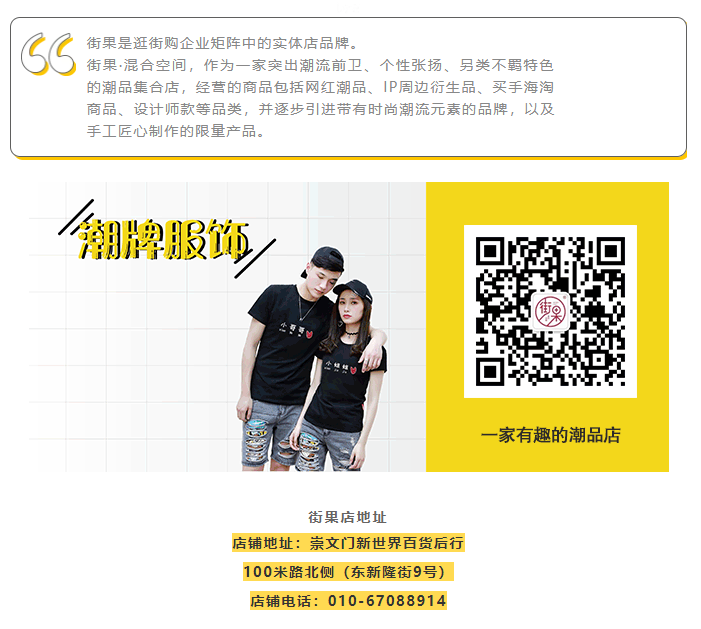 街果是逛街购企业矩阵中的实体店品牌。
街果·混合空间，作为一家突出潮流前卫、个性张扬、另类不羁特色
的潮品集合店，经营的商品包括网红潮品、IP周边衍生品、买手海淘
商品、设计师款等品类，并逐步引进带有时尚潮流元素的品牌，以及
手工匠心制作的限量产品。
潮牌服饰
小哥哥
小姐姐
街果
一家有趣的潮品店
街果店地址
店铺地址：崇文门新世界百货后行
100米路北侧（东新隆街9号）
店铺电话：010-67088914